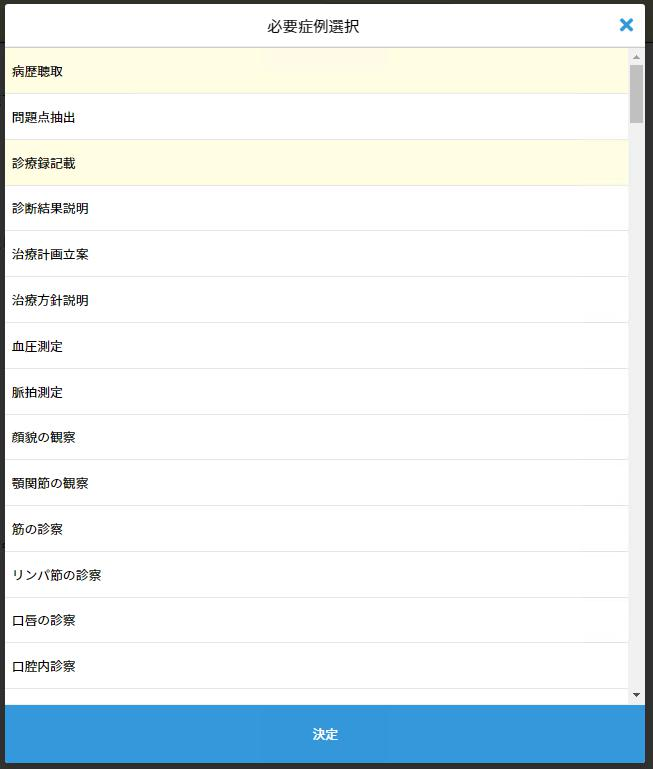 必要症例選択
病歴聴取
問題点抽出
診療録記載
診断結果説明
治療計画立案
治療方針説明
血圧測定
脈拍測定
顔貌の観察
顎関節の観察
筋の診察
リンパ節の診察
口唇の診察
口腔内診察
決定